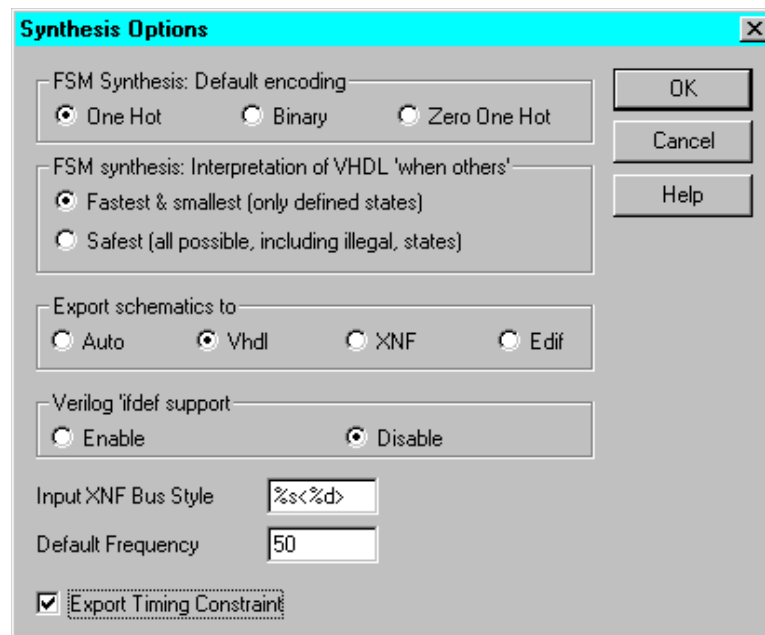 Synthesis Options
FSM Synthesis: Default encoding
One Hot Binary Zero One Hot
FSM synthesis: Interpretation of VHDL 'when others'
Fastest & smallest (only defined states)
Safest (all possible, including illegal, states)
Export schematics to
Auto Vhdl XNF Edif
Verilog 'ifdef support
Enable Disable
Input XNF Bus Style %s<%d>
Default Frequency 50
Export Timing Constraint
OK
Cancel
Help